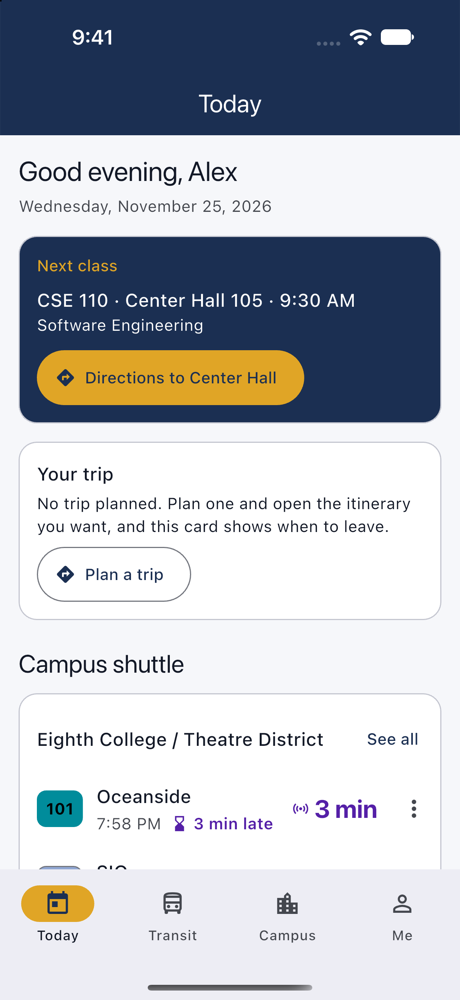 9:41
Today
Good evening, Alex
Wednesday, November 25, 2026
Next class
CSE 110 · Center Hall 105 · 9:30 AM
Software Engineering
Directions to Center Hall
Your trip
No trip planned. Plan one and open the itinerary
you want, and this card shows when to leave.
Plan a trip
Campus shuttle
Eighth College / Theatre District
See all
101
Oceanside
3 min
7:58 PM
3 min late
Today
Transit
Campus
Me